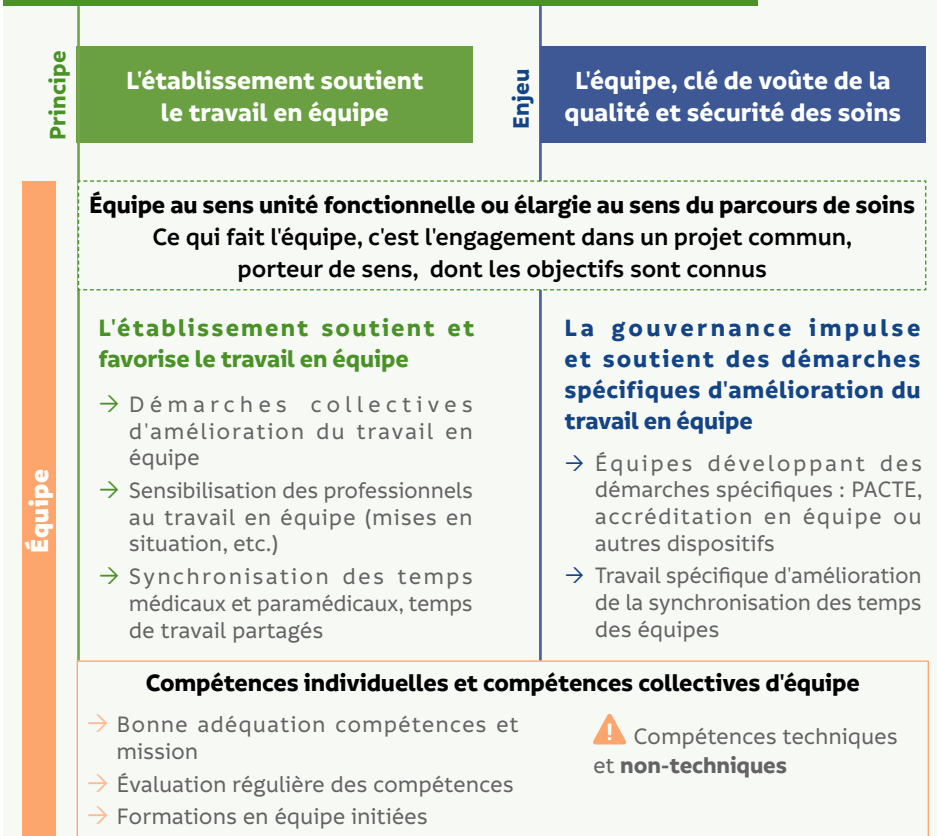 Principe
L'établissement soutient
le travail en équipe
Enjeu
L'équipe, clé de voûte de la
qualité et sécurité des soins
Équipe
Équipe au sens unité fonctionnelle ou élargie au sens du parcours de soins
Ce qui fait l'équipe, c'est l'engagement dans un projet commun,
porteur de sens, dont les objectifs sont connus
L'établissement soutient et
favorise le travail en équipe
→ Démarches collectives
d'amélioration du travail en
équipe
→ Sensibilisation des professionnels
au travail en équipe (mises en
situation, etc.)
→ Synchronisation des temps
médicaux et paramédicaux, temps
de travail partagés
La gouvernance impulse
et soutient des démarches
spécifiques d'amélioration du
travail en équipe
→ Équipes développant des
démarches spécifiques : PACTE,
accréditation en équipe ou
autres dispositifs
→ Travail spécifique d'amélioration
de la synchronisation des temps
des équipes
Compétences individuelles et compétences collectives d'équipe
→ Bonne adéquation compétences et
mission
→ Évaluation régulière des compétences
→ Formations en équipe initiées
Compétences techniques
et non-techniques